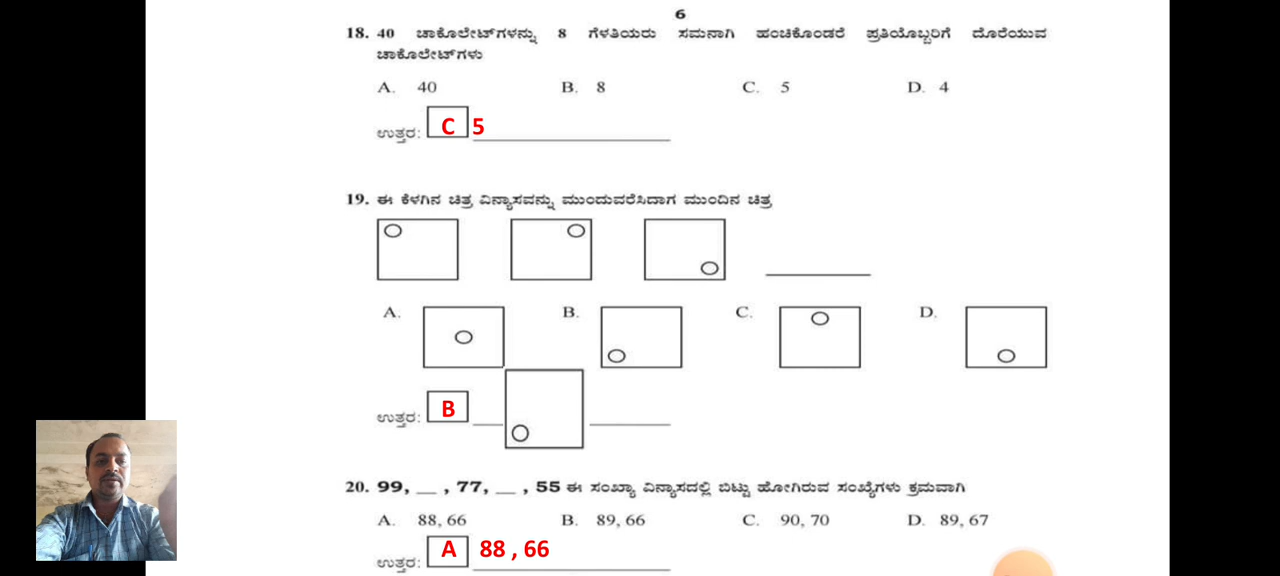 6
18. 40 ಚಾಕೊಲೇಟ್‌ಗಳನ್ನು 8 ಗೆಳತಿಯರು ಸಮನಾಗಿ ಹಂಚಿಕೊಂಡರೆ ಪ್ರತಿಯೊಬ್ಬರಿಗೆ ದೊರೆಯುವ
ಚಾಕೊಲೇಟ್‌ಗಳು
A. 40 B. 8 C. 5 D. 4
ಉತ್ತರ: C 5
19. ಈ ಕೆಳಗಿನ ಚಿತ್ರ ವಿನ್ಯಾಸವನ್ನು ಮುಂದುವರೆಸಿದಾಗ ಮುಂದಿನ ಚಿತ್ರ
A. B. C. D.
ಉತ್ತರ: B
20. 99, __ , 77, __ , 55 ಈ ಸಂಖ್ಯಾ ವಿನ್ಯಾಸದಲ್ಲಿ ಬಿಟ್ಟು ಹೋಗಿರುವ ಸಂಖ್ಯೆಗಳು ಕ್ರಮವಾಗಿ
A. 88, 66 B. 89, 66 C. 90, 70 D. 89, 67
ಉತ್ತರ: A 88 , 66